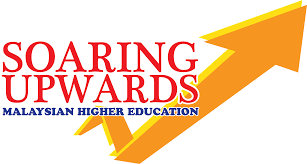 SOARING
UPWARDS
MALAYSIAN HIGHER EDUCATION